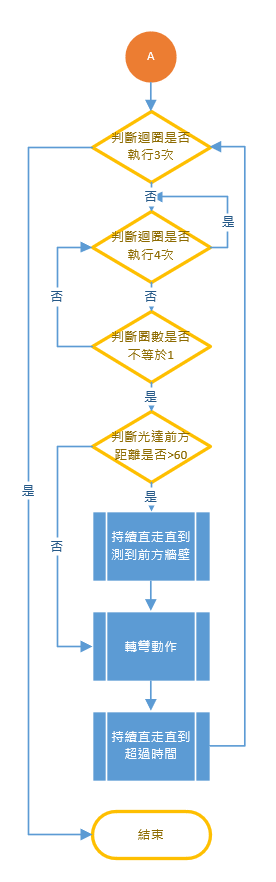 A
判斷迴圈是否
執行3次
否
判斷迴圈是否
執行4次
是
否
否
判斷圈數是否
不等於1
是
判斷光達前方
距離是否>60
是
是
否
持續直走直到
測到前方牆壁
轉彎動作
持續直走直到
超過時間
結束